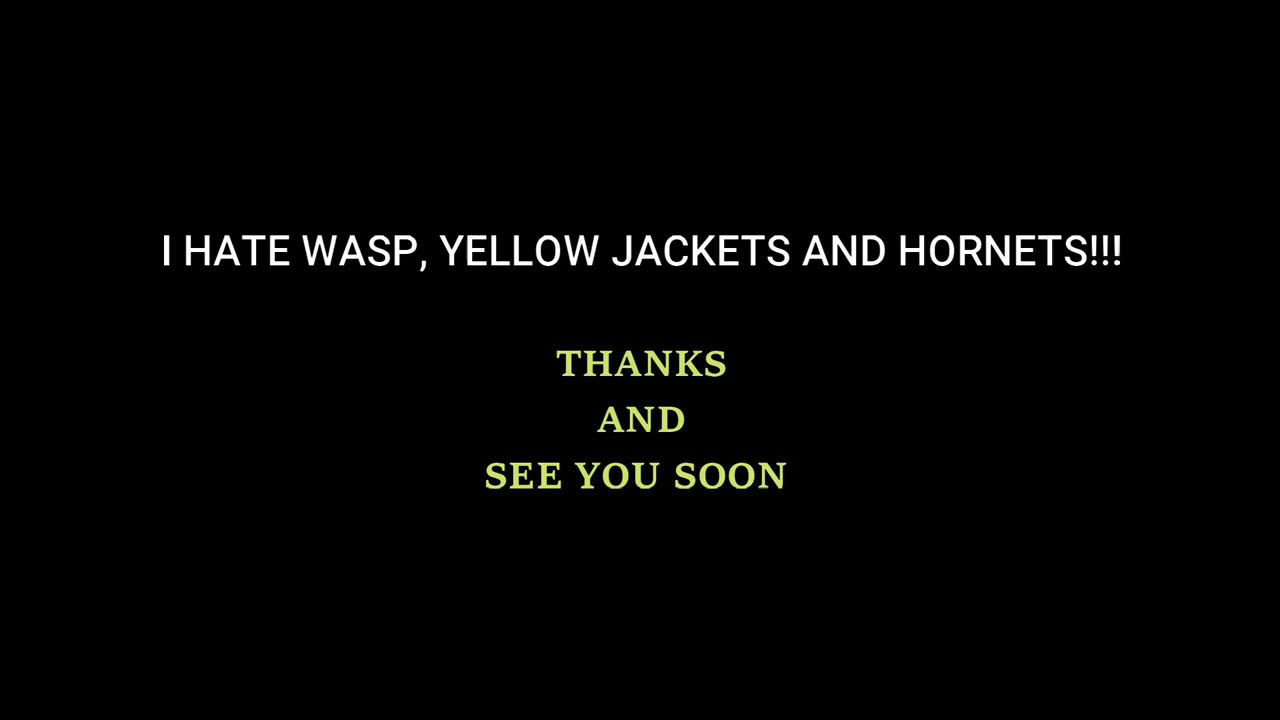 I HATE WASP, YELLOW JACKETS AND HORNETS!!!
THANKS
AND
SEE YOU SOON